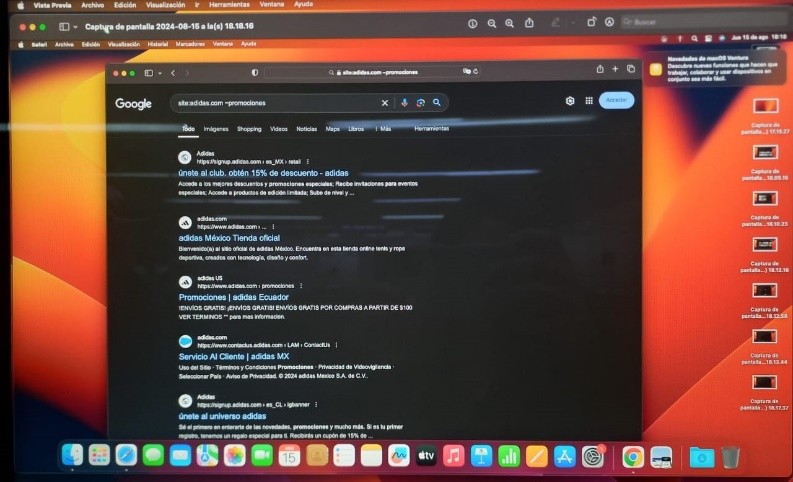 Vista Previa Archivo Edición Visualización Ir Herramientas Ventana Ayuda
Captura de pantalla 2024-08-15 a la(s) 18.18.16
Buscar
Safari Archivo Edición Visualización Historial Marcadores Ventana Ayuda
Jue 15 de ago 18:18
Novedades de macOS Ventura
Descubre nuevas funciones que hacen que
trabajar, colaborar y usar dispositivos en
conjunto sea más fácil.
site:adidas.com ~promociones
Google
site:adidas.com ~promociones
Acceder
Todo Imágenes Shopping Videos Noticias Maps Libros Más Herramientas
Adidas
https://signup.adidas.com › es_MX › retail
únete al club. obtén 15% de descuento - adidas
Accede a los mejores descuentos y promociones especiales; Recibe invitaciones para eventos
especiales; Accede a productos de edición limitada; Sube de nivel y ...
adidas.com
https://www.adidas.com › ...
adidas México Tienda oficial
Bienvenido(a) al sitio oficial de adidas México. Encuentra en esta tienda online tenis y ropa
deportiva, creados con tecnología, diseño y confort.
adidas US
https://www.adidas.com › promociones
Promociones | adidas Ecuador
!ENVÍOS GRATIS! ¡ENVÍOS GRATIS! ENVÍOS GRATIS POR COMPRAS A PARTIR DE $100
VER TERMINOS "" para mas informacion.
adidas.com
https://www.contactus.adidas.com › LAM › ContactUs
Servicio Al Cliente | adidas MX
Uso del Sitio · Términos y Condiciones Promociones · Privacidad de Videovigilancia ·
Seleccionar País · Aviso de Privacidad. © 2024 adidas Mexico S.A. de C.V..
Adidas
https://signup.adidas.com › es_CL › igbanner
únete al universo adidas
Sé el primero en enterarte de las novedades, promociones y mucho más. Si es tu primer
registro, tenemos un regalo especial para ti. Recibirás un cupón de 15% de ...
Captura de
pantalla...17.15.27
Captura de
pantalla...18.09.16
Captura de
pantalla...18.10.23
Captura de
pantalla...18.12.16
Captura de
pantalla...18.12.54
Captura de
pantalla...18.13.44
Captura de
pantalla...18.17.37
AGO
15
tv